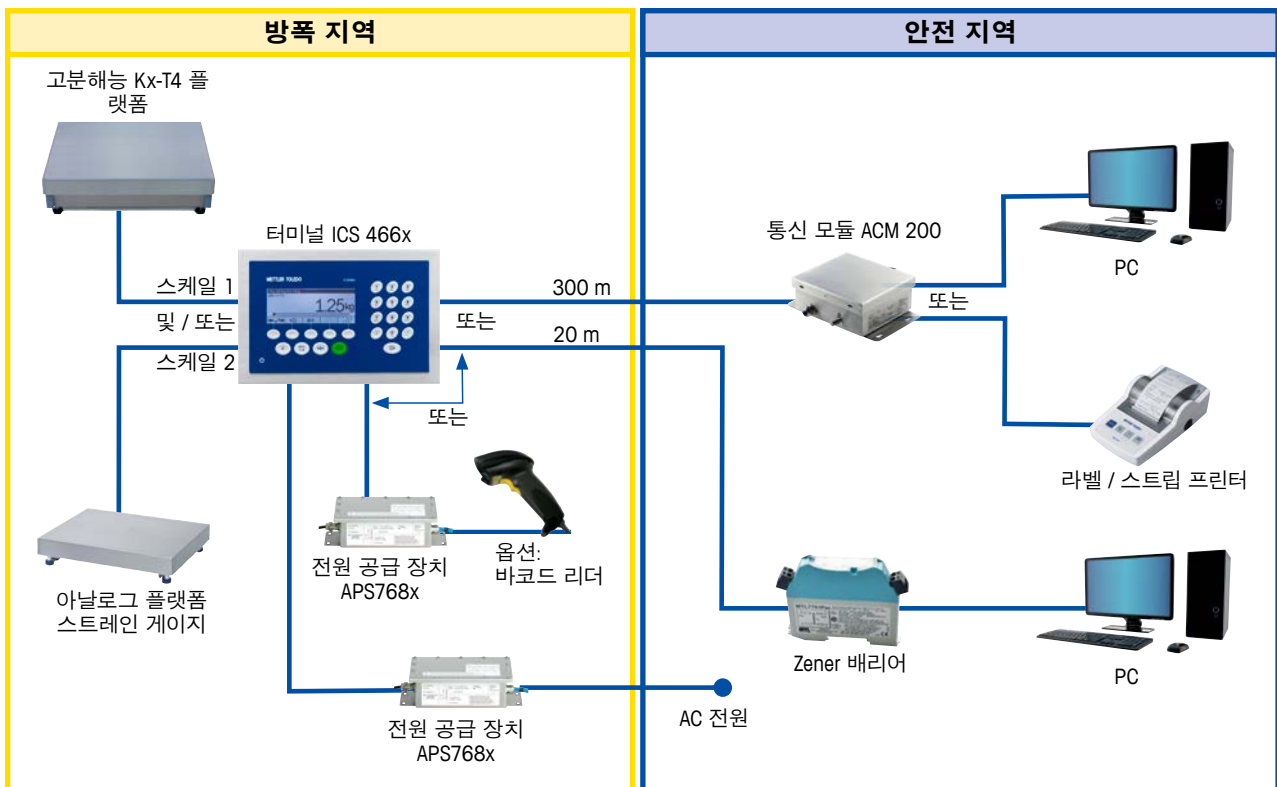 방폭 지역
안전 지역
고분해능 Kx-T4 플
랫폼
터미널 ICS 466x
스케일 1
및 / 또는
스케일 2
METTLER TOLEDO
1.25kg
300 m
또는
20 m
또는
통신 모듈 ACM 200
또는
PC
라벨 / 스트립 프린터
아날로그 플랫폼
스트레인 게이지
전원 공급 장치
APS768x
옵션:
바코드 리더
Zener 배리어
PC
전원 공급 장치
APS768x
AC 전원